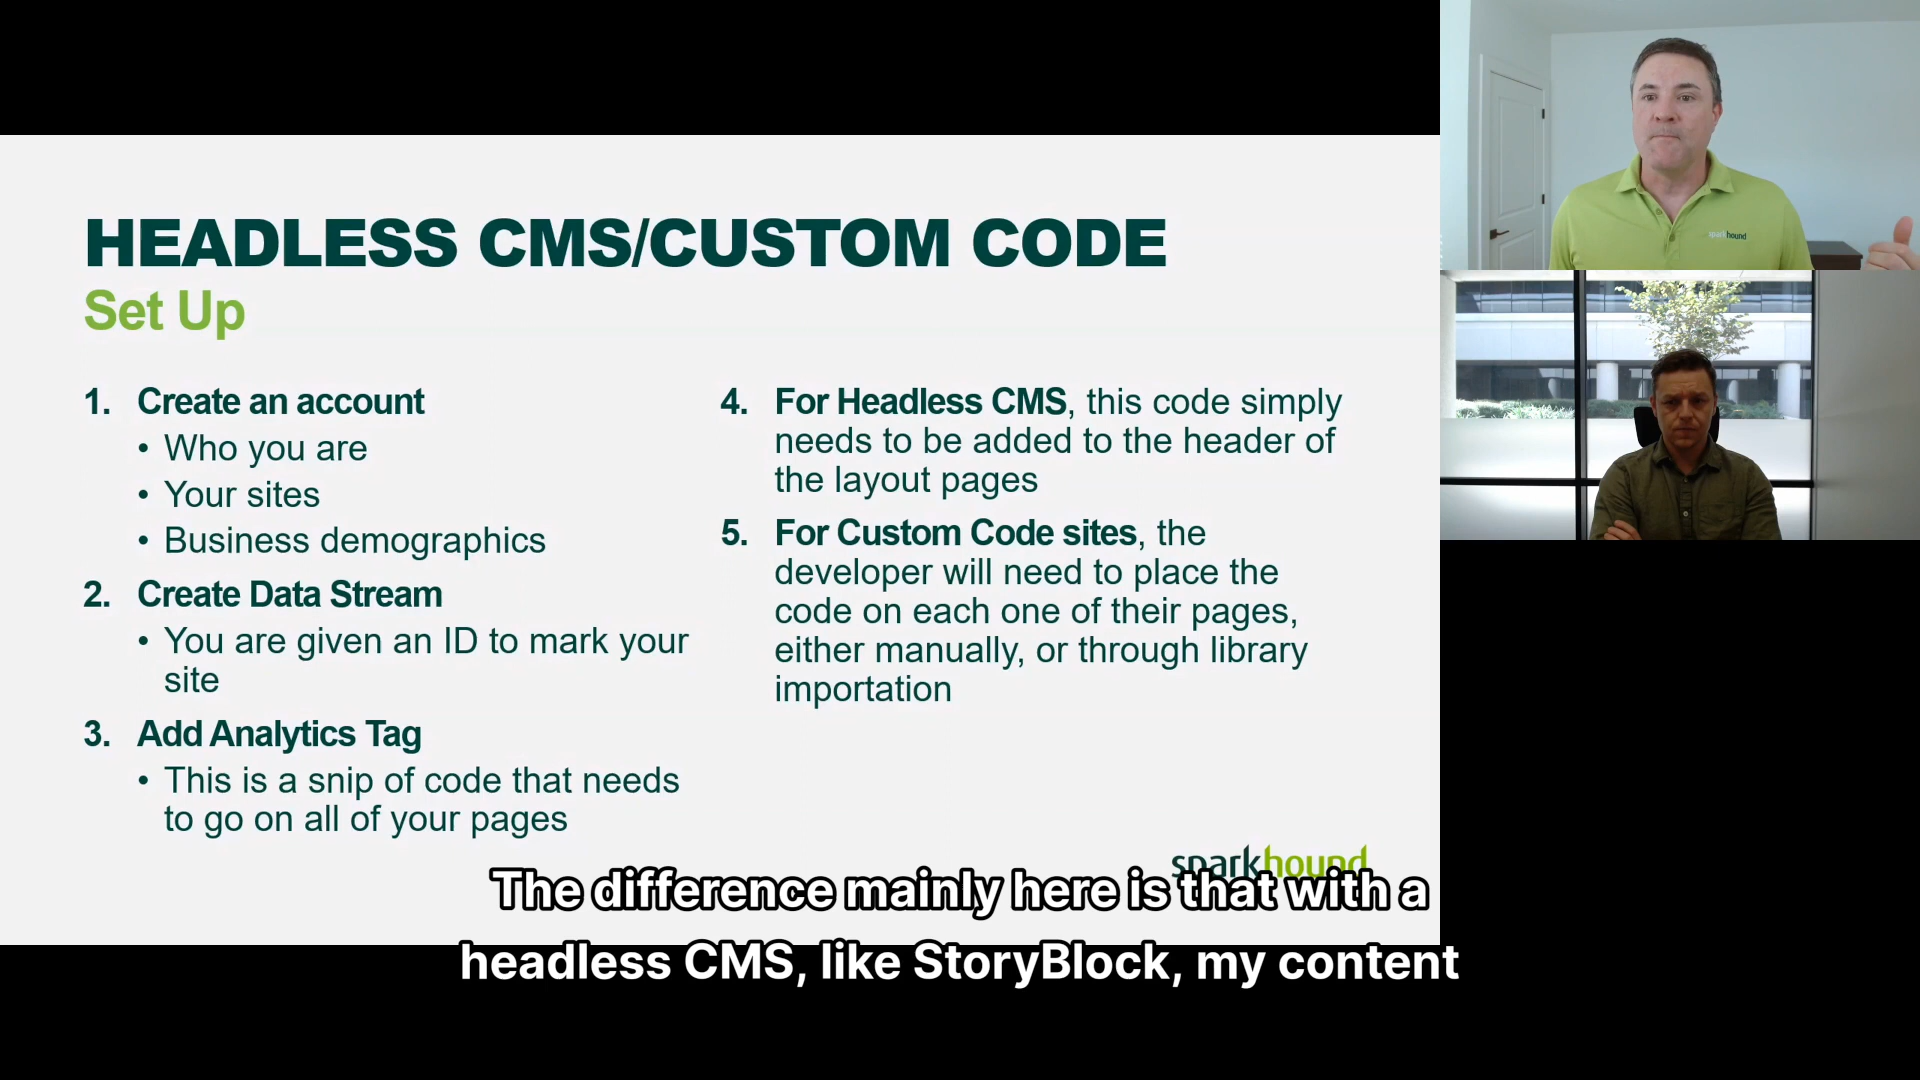 HEADLESS CMS/CUSTOM CODE
Set Up
1. Create an account
• Who you are
• Your sites
• Business demographics
2. Create Data Stream
• You are given an ID to mark your
site
3. Add Analytics Tag
• This is a snip of code that needs
to go on all of your pages
4. For Headless CMS, this code simply
needs to be added to the header of
the layout pages
5. For Custom Code sites, the
developer will need to place the
code on each one of their pages,
either manually, or through library
importation
sparkhound
The difference mainly here is that with a
headless CMS, like StoryBlock, my content
sparkhound